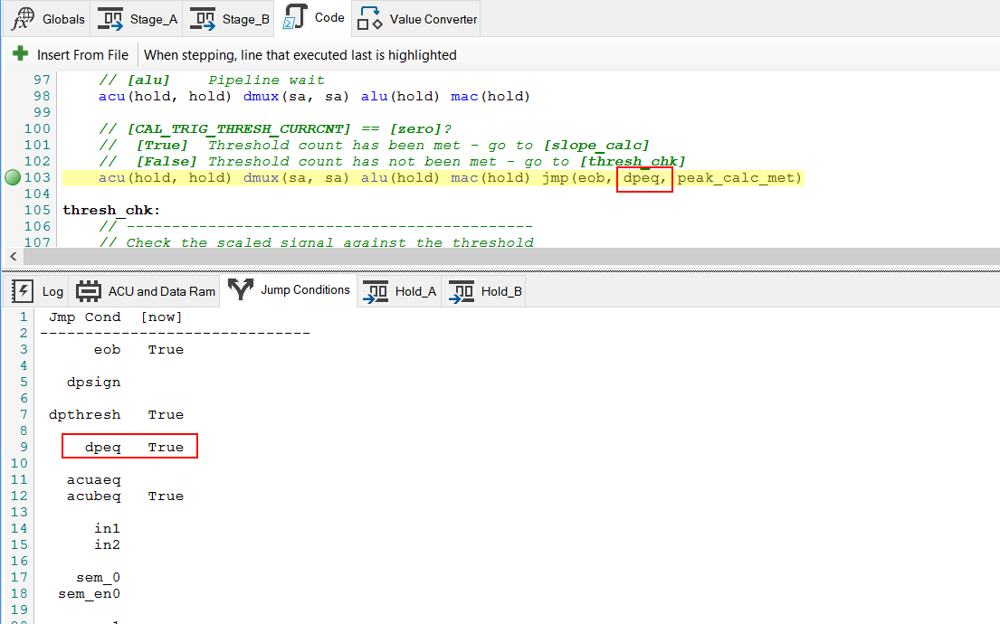 Globals Stage_A Stage_B Code Value Converter
Insert From File When stepping, line that executed last is highlighted
97 // [alu] Pipeline wait
98 acu(hold, hold) dmux(sa, sa) alu(hold) mac(hold)
99
100 // [CAL_TRIG_THRESH_CURRCNT] == [zero]?
101 // [True] Threshold count has been met - go to [slope_calc]
102 // [False] Threshold count has not been met - go to [thresh_chk]
103 acu(hold, hold) dmux(sa, sa) alu(hold) mac(hold) jmp(eob, dpeq, peak_calc_met)
104
105 thresh_chk:
106 // ---------------------------------------------
107 // Check the scaled signal against the threshold
Log ACU and Data Ram Jump Conditions Hold_A Hold_B
1 Jmp Cond [now]
2 ------------------------------
3 eob True
4
5 dpsign
6
7 dpthresh True
8
9 dpeq True
10
11 acuaeq
12 acubeq True
13
14 in1
15 in2
16
17 sem_0
18 sem_en0
19